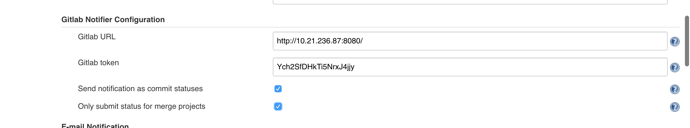 Gitlab Notifier Configuration
Gitlab URL
http://10.21.236.87:8080/
Gitlab token
Ych2SfDHkTi5NrxJ4jjy
Send notification as commit statuses
Only submit status for merge projects
E-mail Notification